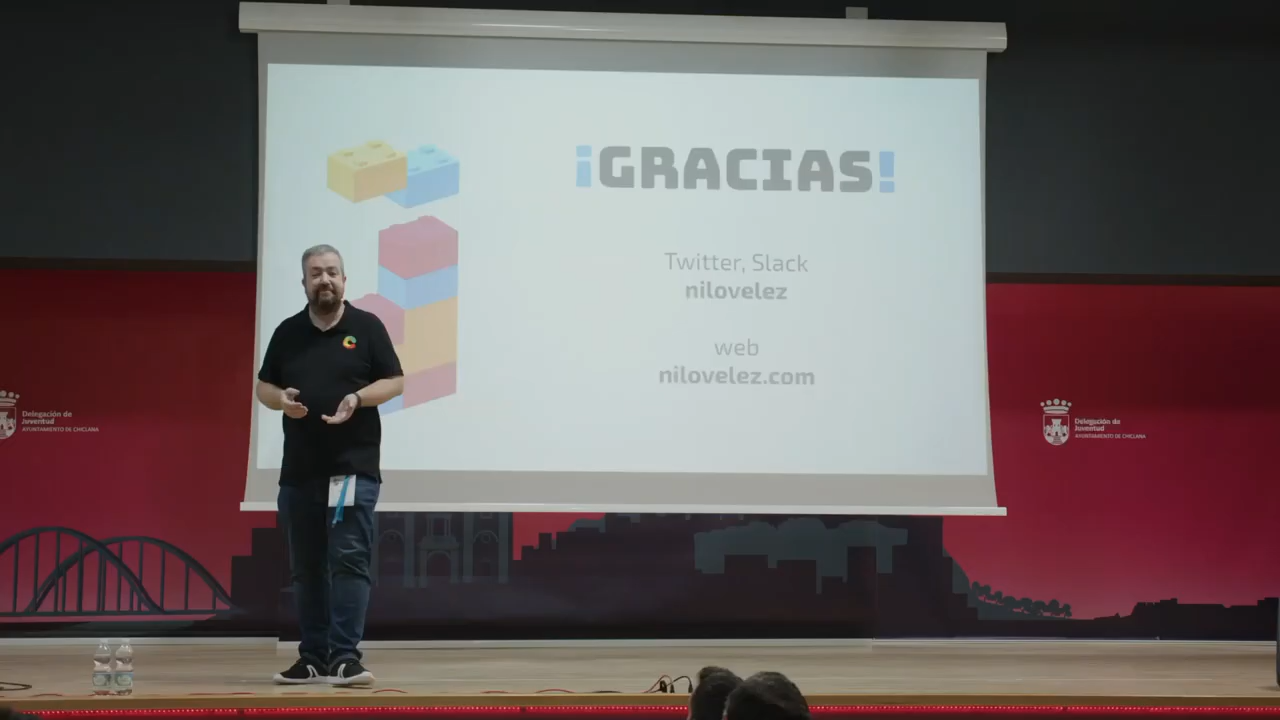 ¡GRACIAS!
Twitter, Slack
nilovelez
web
nilovelez.com
Delegación de
Juventud
AYUNTAMIENTO DE CHICLANA
Delegación de
Juventud
AYUNTAMIENTO DE CHICLANA